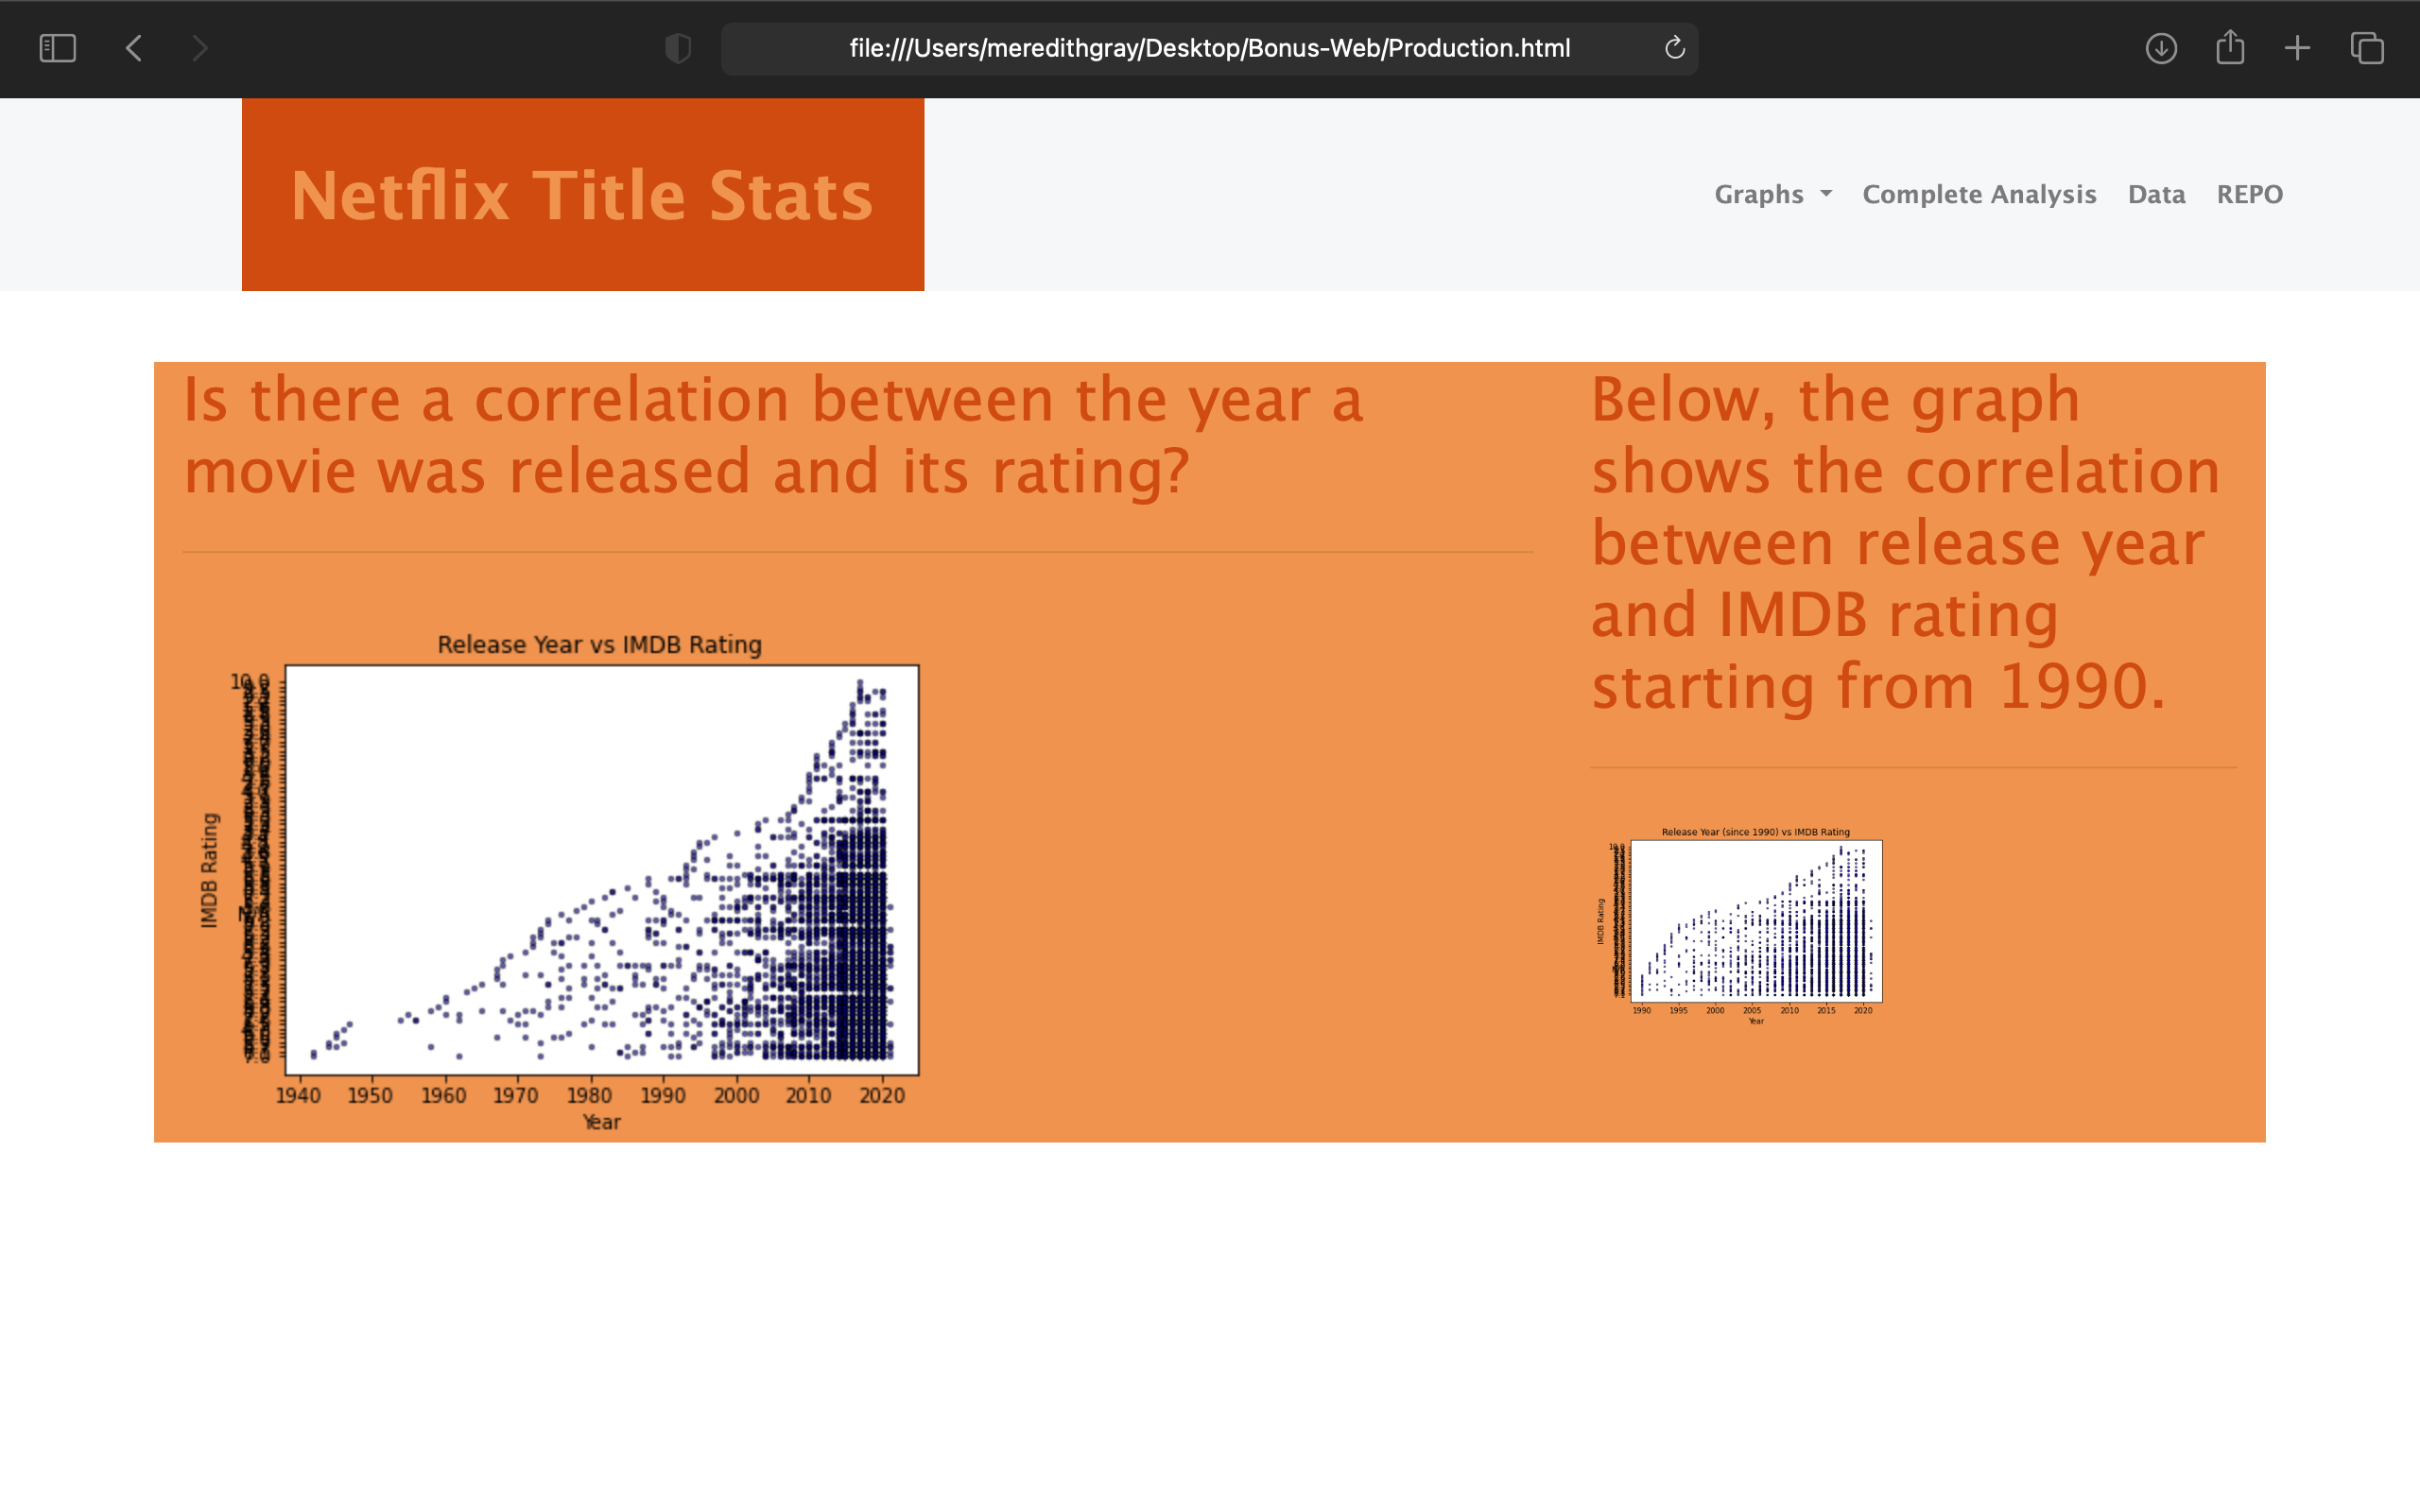 file:///Users/meredithgray/Desktop/Bonus-Web/Production.html
Netflix Title Stats
Graphs
Complete Analysis
Data
REPO
Is there a correlation between the year a
movie was released and its rating?
Release Year vs IMDB Rating
IMDB Rating
1940 1950 1960 1970 1980 1990 2000 2010 2020
Year
Below, the graph
shows the correlation
between release year
and IMDB rating
starting from 1990.
Release Year (since 1990) vs IMDB Rating
IMDB Rating
1990 1995 2000 2005 2010 2015 2020
Year